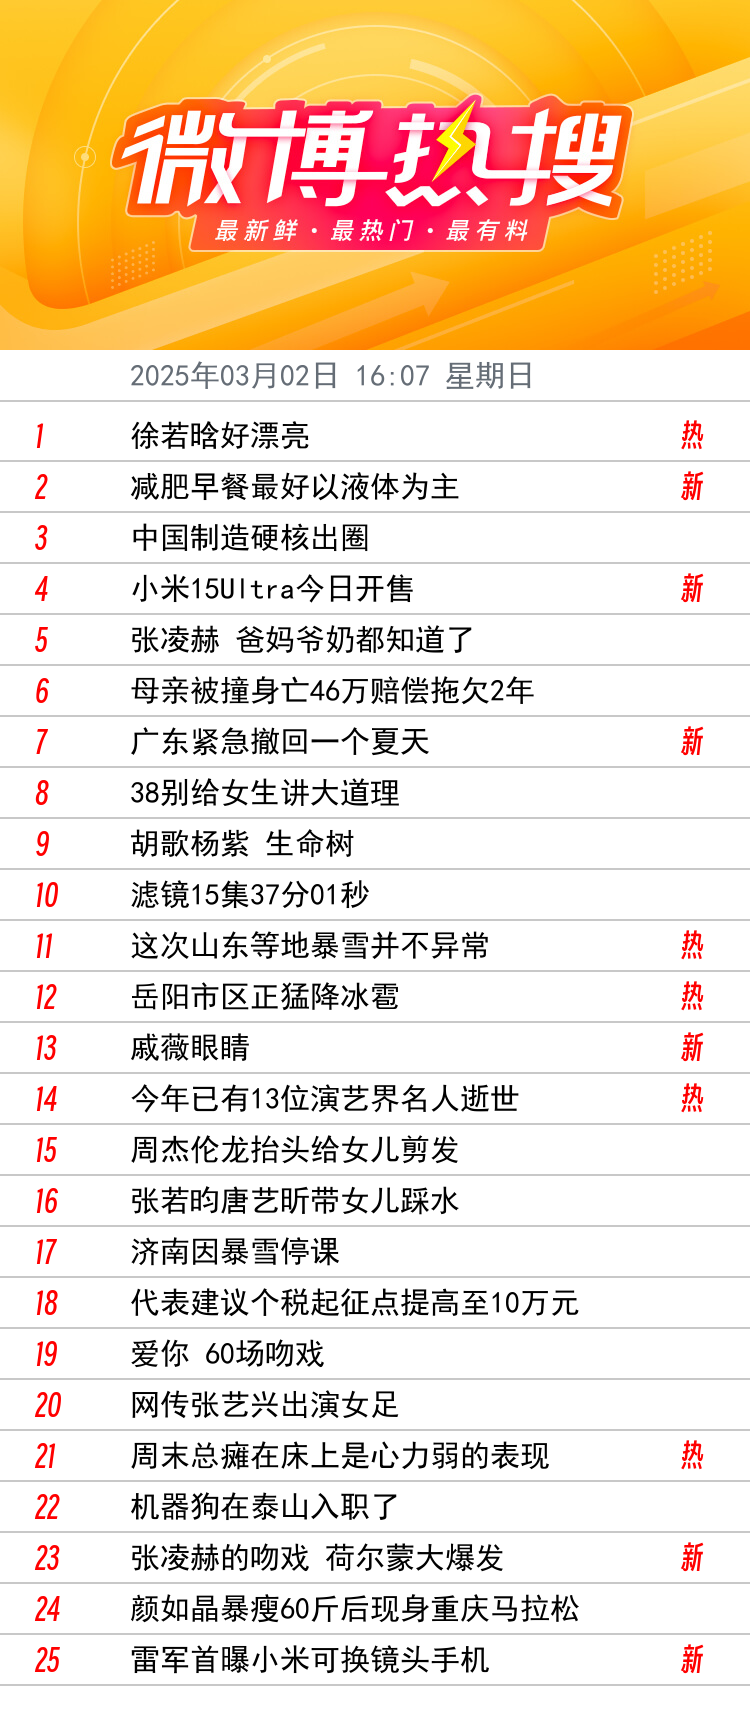 微博热搜
最新鲜·最热门·最有料
2025年03月02日 16:07 星期日
1 徐若晗好漂亮 热
2 减肥早餐最好以液体为主 新
3 中国制造硬核出圈
4 小米15Ultra今日开售 新
5 张凌赫 爸妈爷奶都知道了
6 母亲被撞身亡46万赔偿拖欠2年
7 广东紧急撤回一个夏天 新
8 38别给女生讲大道理
9 胡歌杨紫 生命树
10 滤镜15集37分01秒
11 这次山东等地暴雪并不异常 热
12 岳阳市区正猛降冰雹 热
13 戚薇眼睛 新
14 今年已有13位演艺界名人逝世 热
15 周杰伦龙抬头给女儿剪发
16 张若昀唐艺昕带女儿踩水
17 济南因暴雪停课
18 代表建议个税起征点提高至10万元
19 爱你 60场吻戏
20 网传张艺兴出演女足
21 周末总瘫在床上是心力弱的表现 热
22 机器狗在泰山入职了
23 张凌赫的吻戏 荷尔蒙大爆发 新
24 颜如晶暴瘦60斤后现身重庆马拉松
25 雷军首曝小米可换镜头手机 新